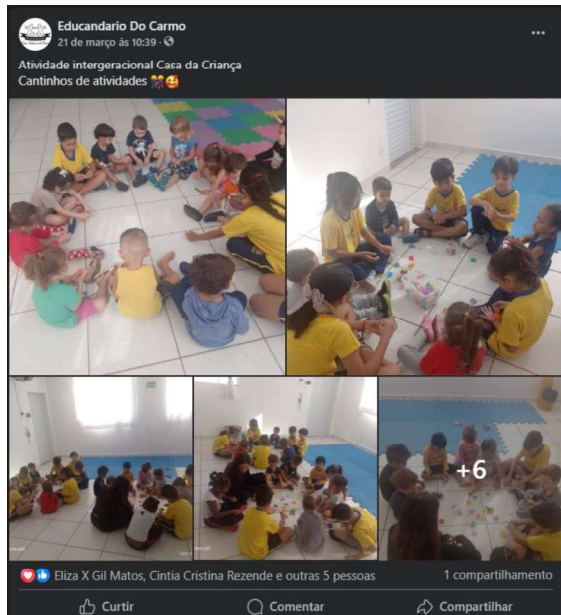 Educandario Do Carmo
21 de março às 10:39 ·
Atividade intergeracional Casa da Criança
Cantinhos de atividades 🎊🥰
+6
Eliza X Gil Matos, Cintia Cristina Rezende e outras 5 pessoas
1 compartilhamento
Curtir
Comentar
Compartilhar